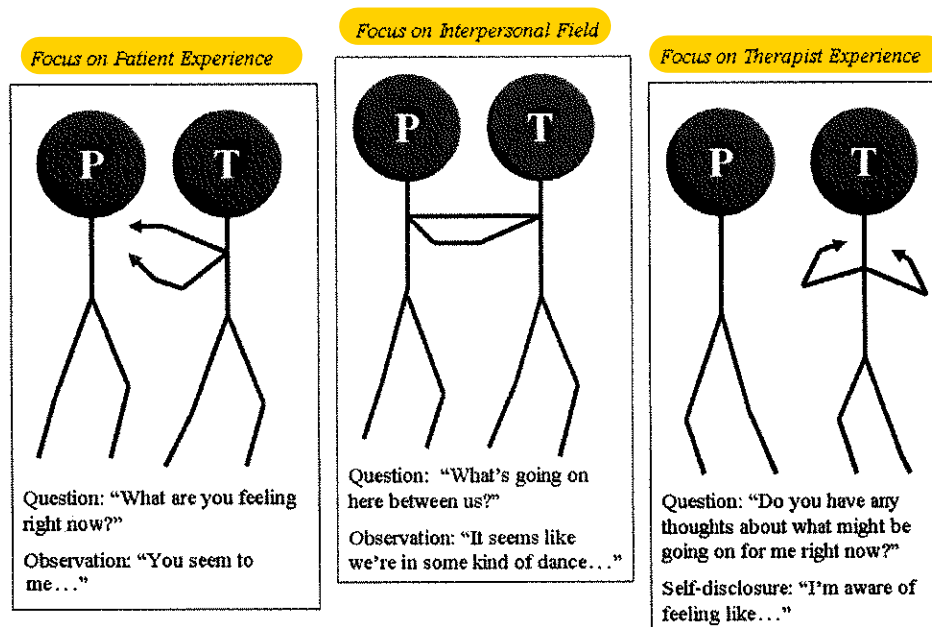 Focus on Patient Experience
P T
Question: “What are you feeling
right now?”
Observation: “You seem to
me…”
Focus on Interpersonal Field
P T
Question: “What’s going on
here between us?”
Observation: “It seems like
we’re in some kind of dance…”
Focus on Therapist Experience
P T
Question: “Do you have any
thoughts about what might be
going on for me right now?”
Self-disclosure: “I’m aware of
feeling like…”